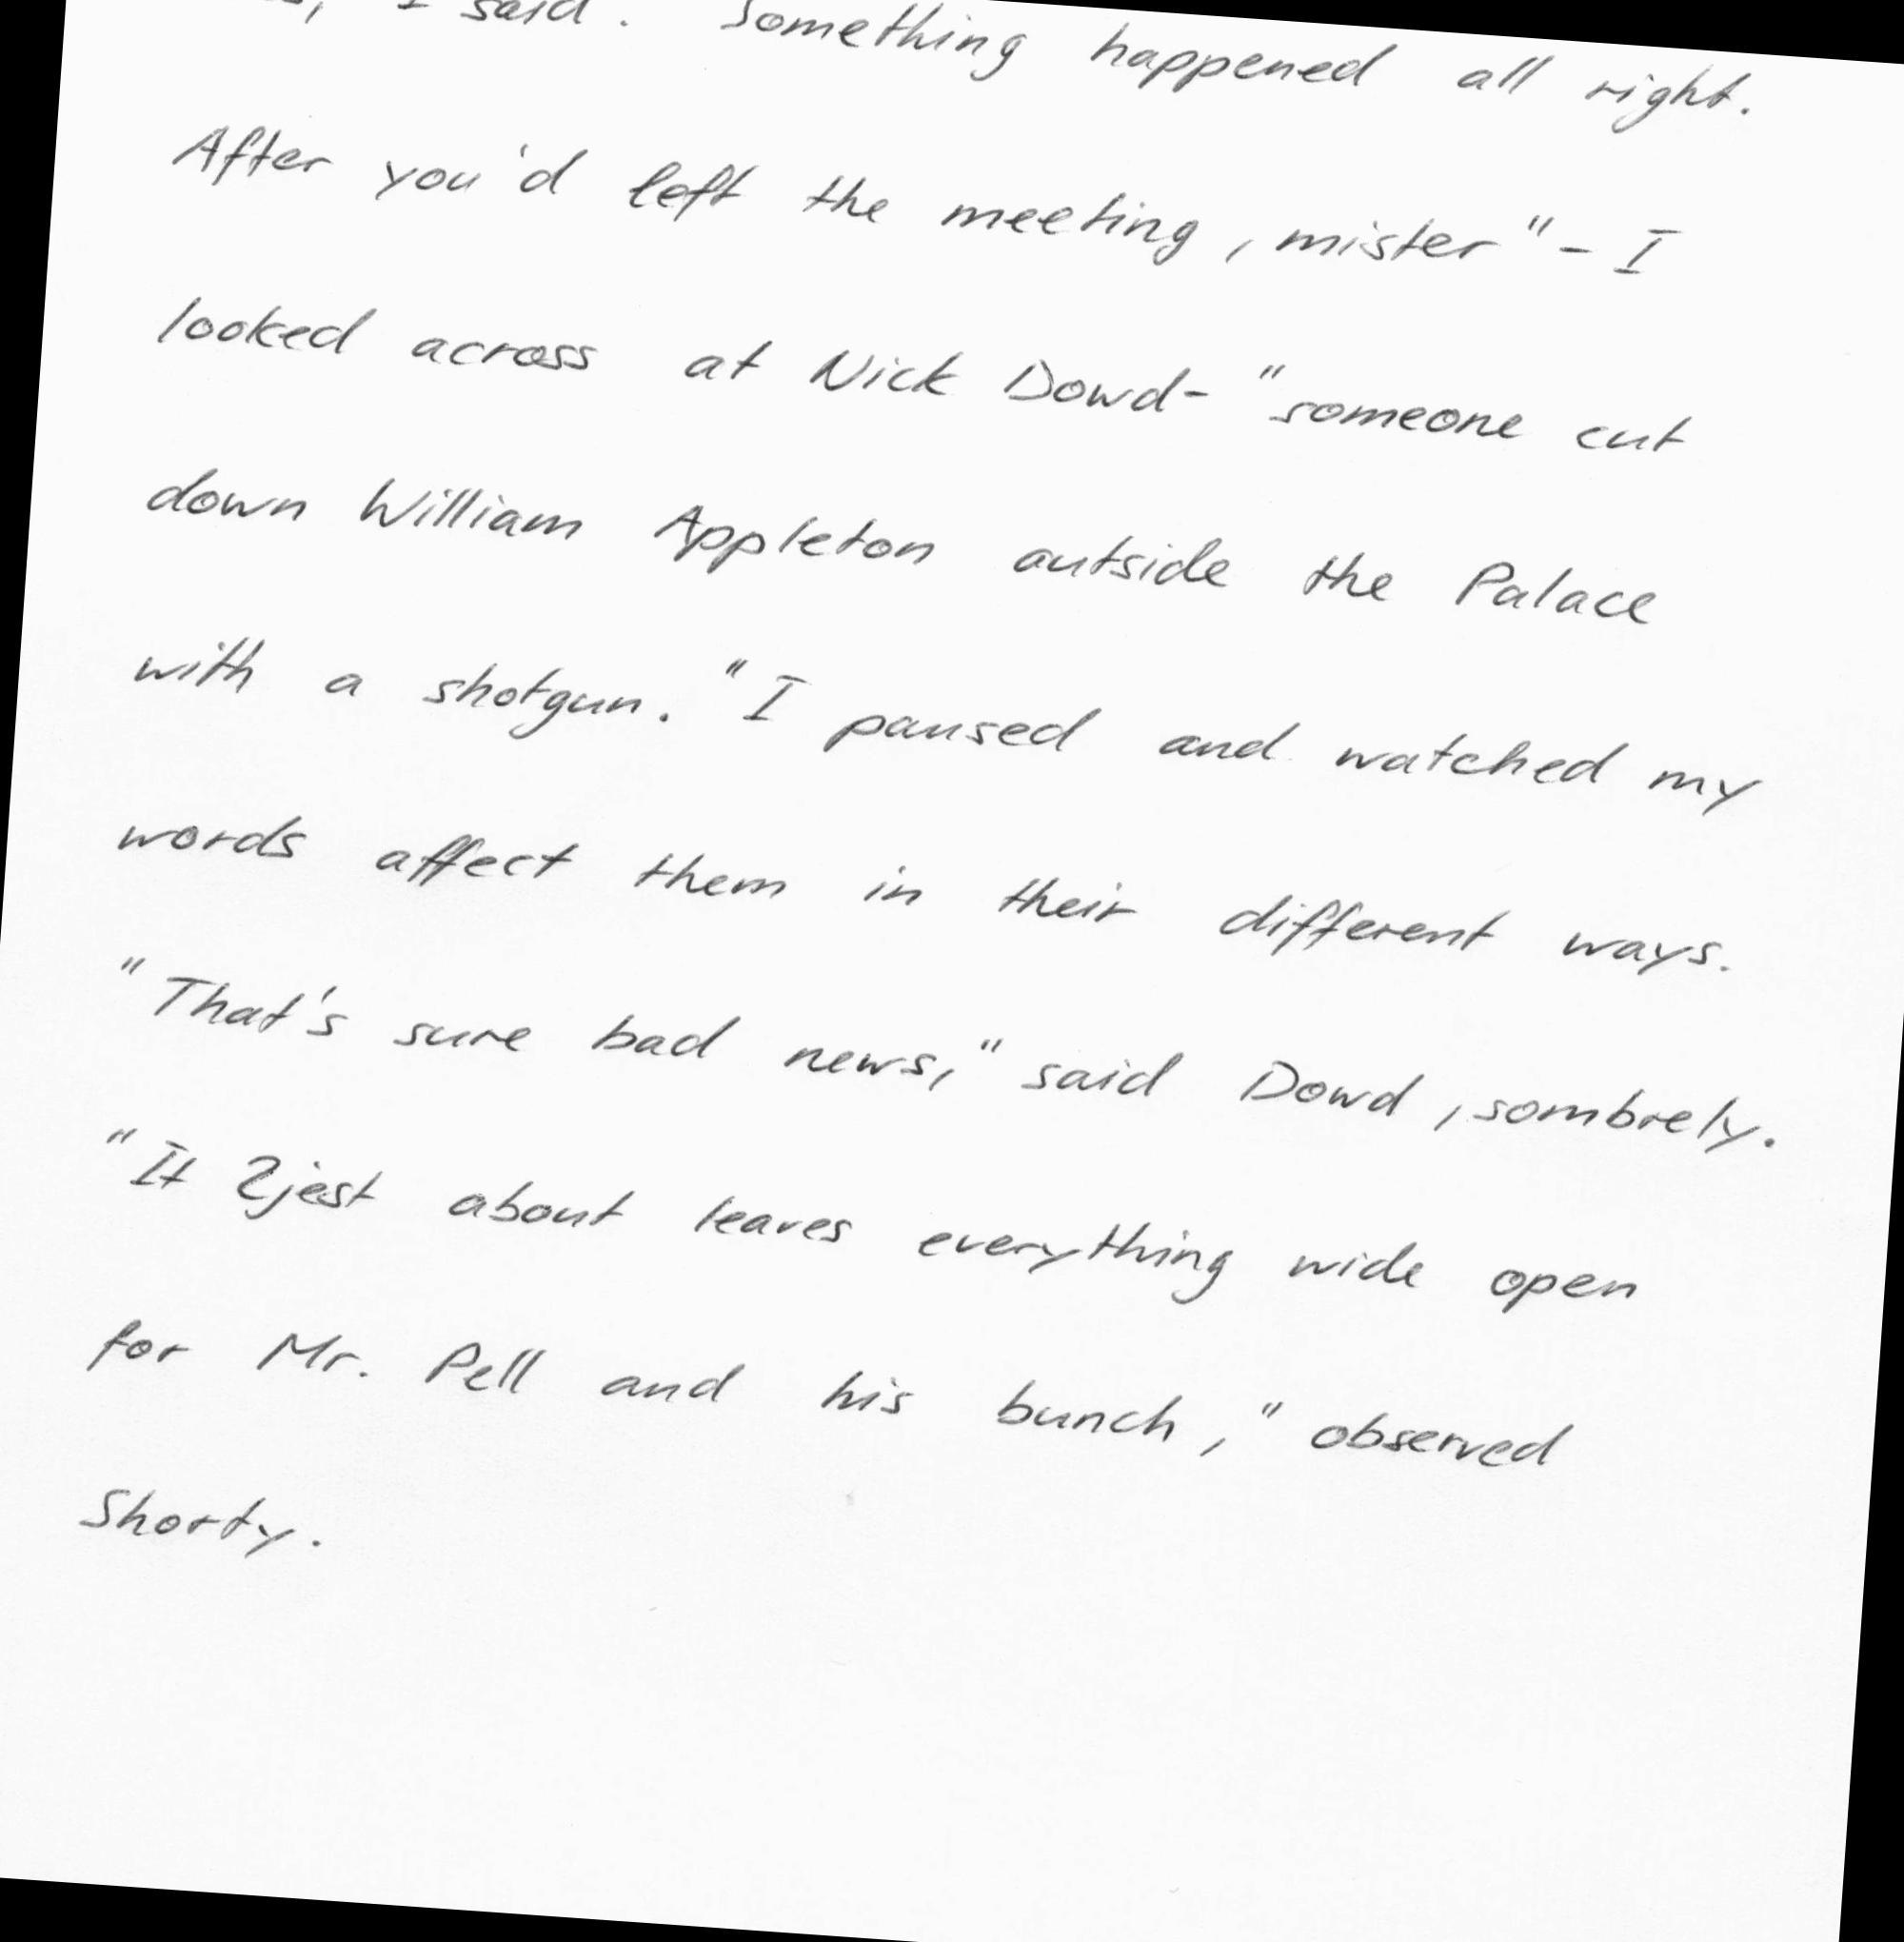 I said. Something happened all right.
After you'd left the meeting, mister" - I
looked across at Nick Dowd - "someone cut
down William Appleton outside the Palace
with a shotgun." I paused and watched my
words affect them in their different ways.
"That's sure bad news," said Dowd, sombrely.
"It 2jest about leaves everything wide open
for Mr. Pell and his bunch," observed
Shorty.